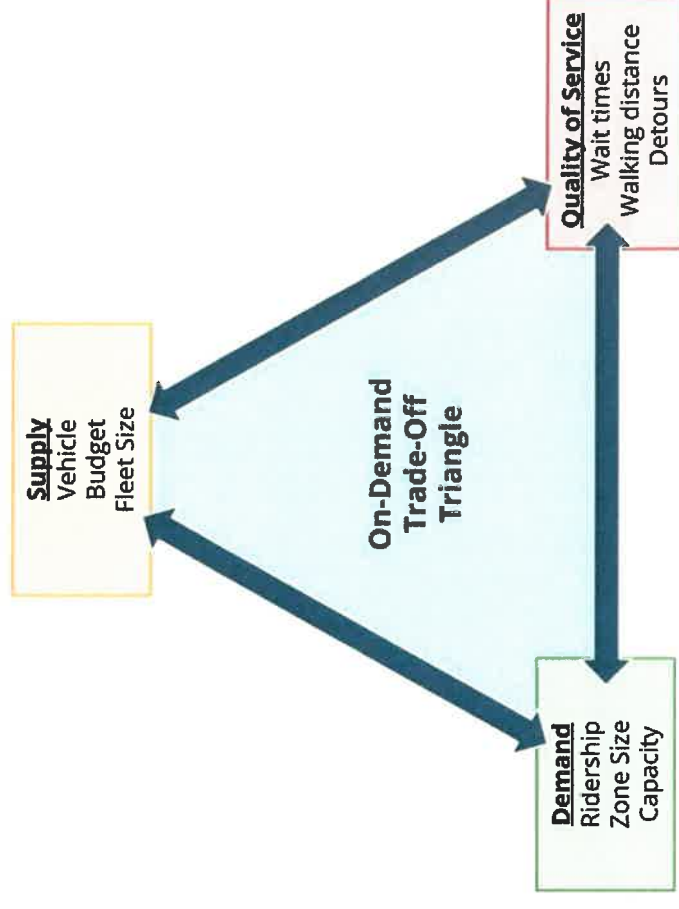 Supply
Vehicle
Budget
Fleet Size
On-Demand
Trade-Off
Triangle
Demand
Ridership
Zone Size
Capacity
Quality of Service
Wait times
Walking distance
Detours